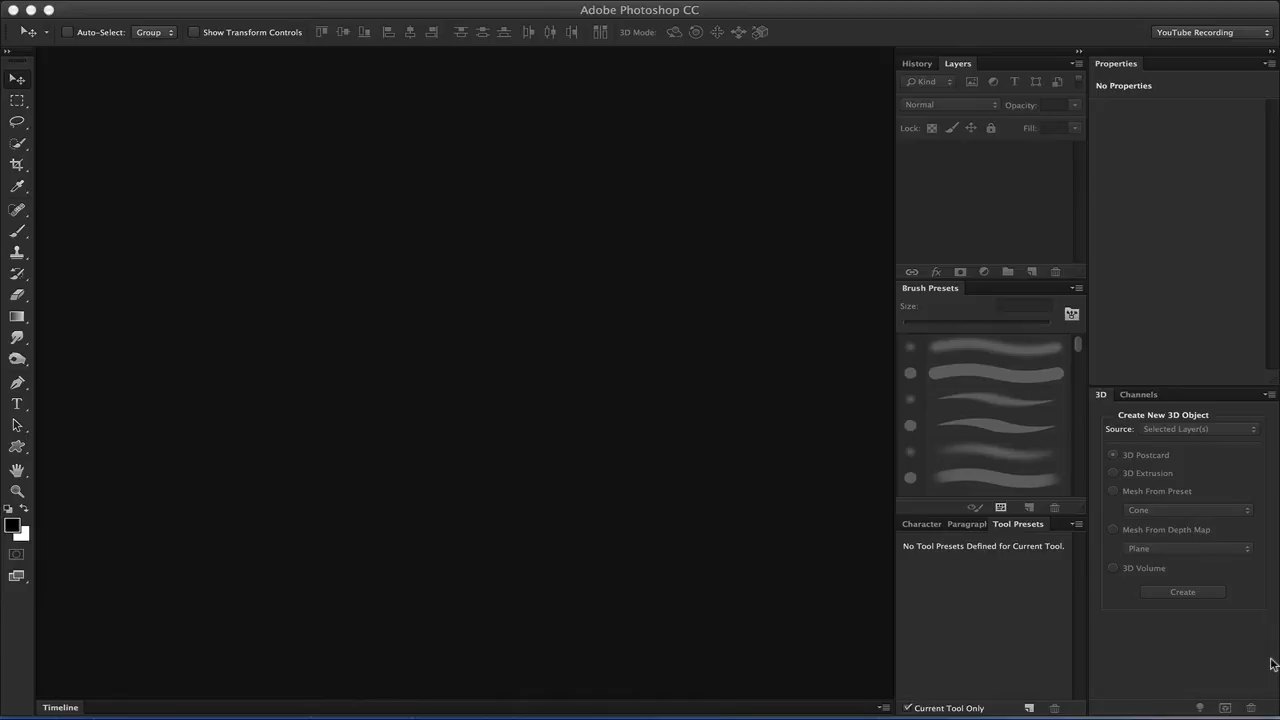 Adobe Photoshop CC
Auto-Select: Group Show Transform Controls 3D Mode: YouTube Recording
History Layers
Kind
Normal Opacity:
Lock: Fill:
Brush Presets
Size:
Character Paragraph Tool Presets
No Tool Presets Defined for Current Tool.
Current Tool Only
Properties
No Properties
3D Channels
Create New 3D Object
Source: Selected Layer(s)
3D Postcard
3D Extrusion
Mesh From Preset
Cone
Mesh From Depth Map
Plane
3D Volume
Create
Timeline